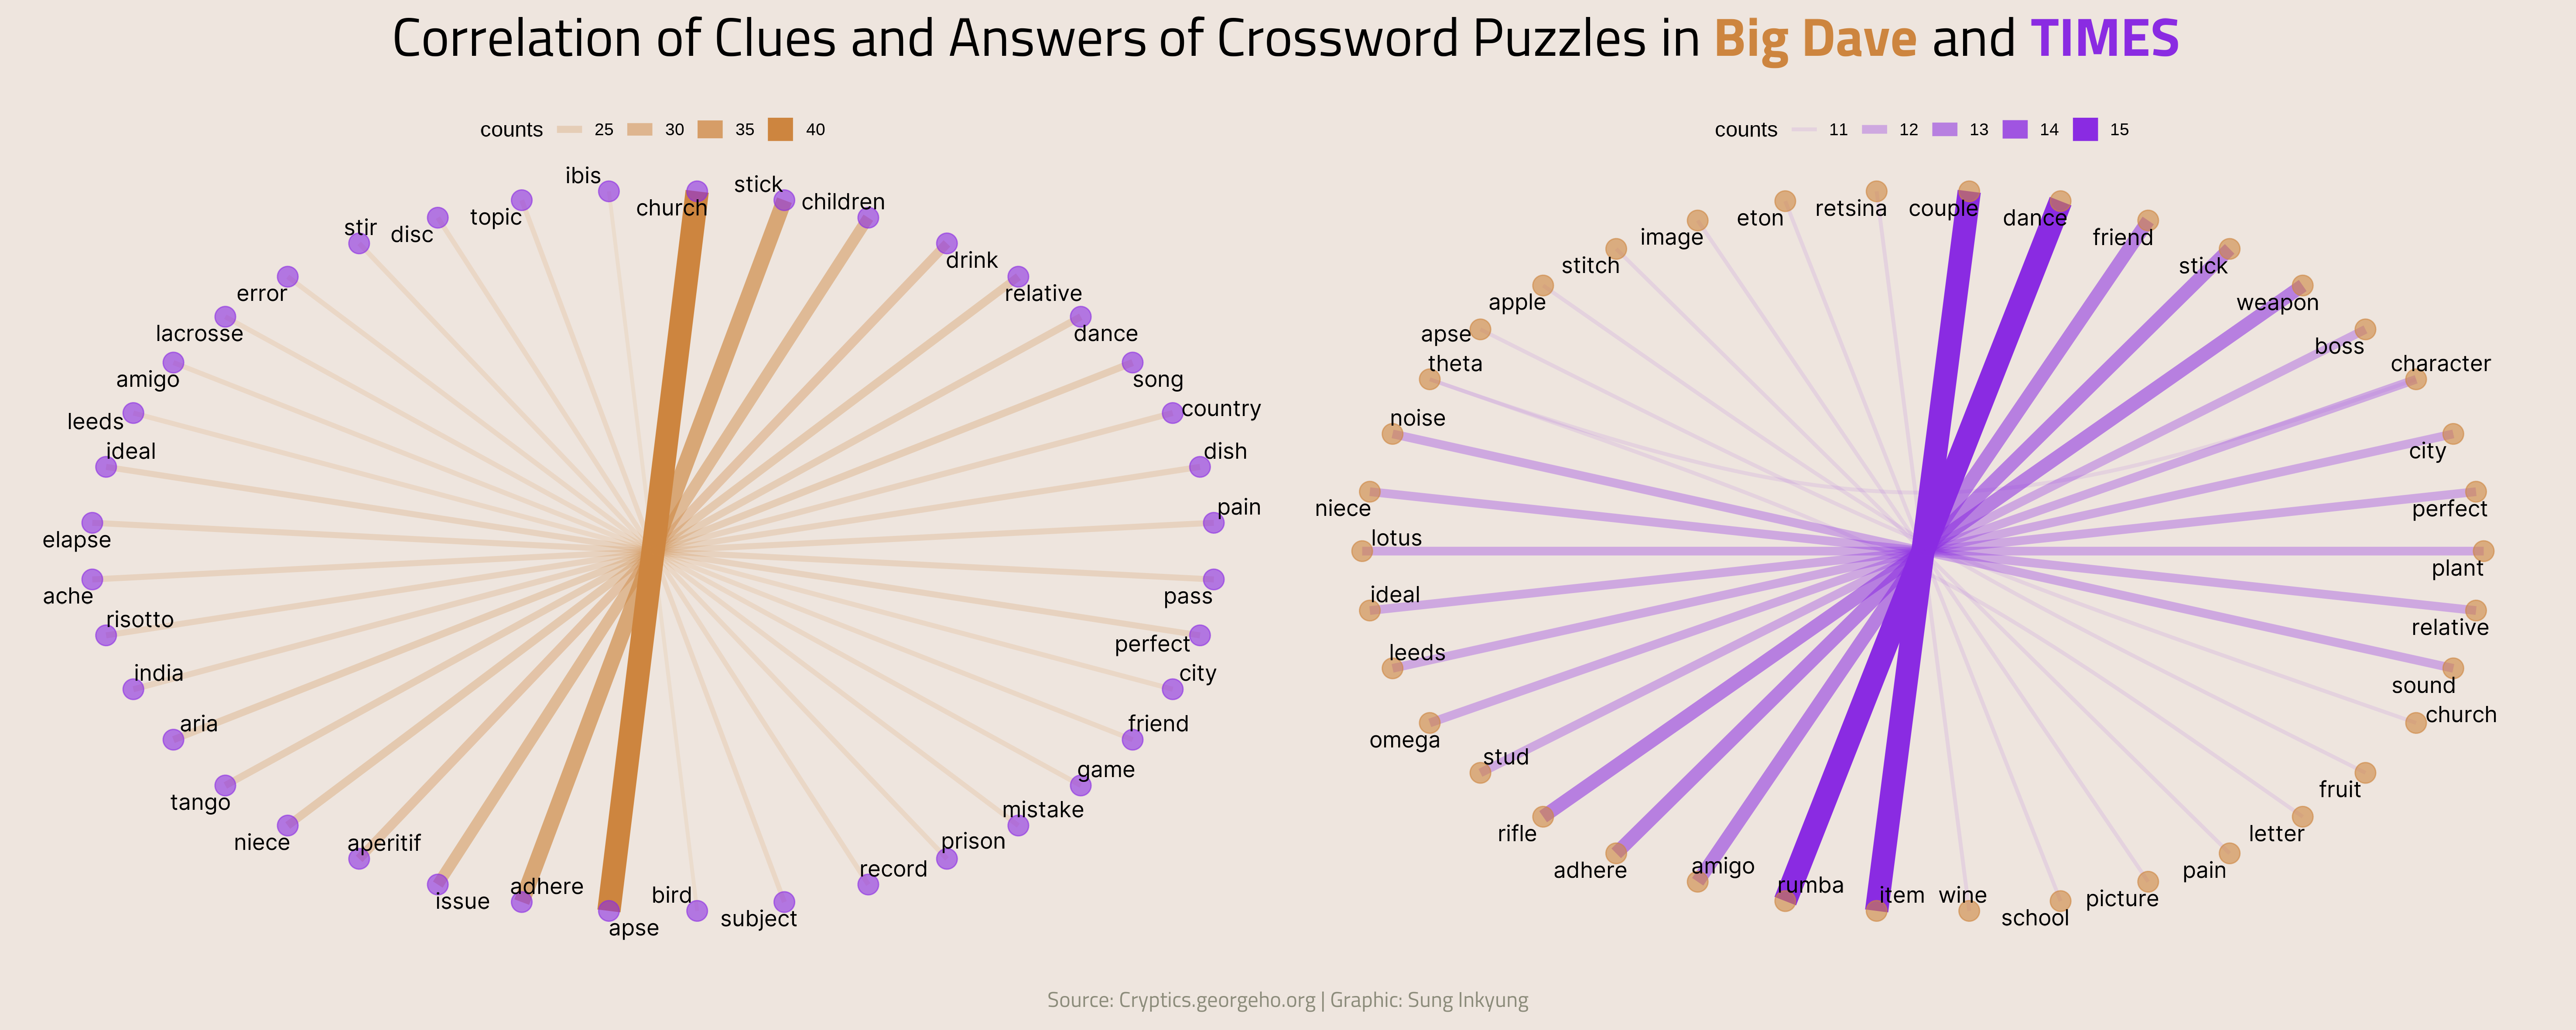 Correlation of Clues and Answers of Crossword Puzzles in Big Dave and TIMES
counts 25 30 35 40
counts 11 12 13 14 15
ibis
church
stick
children
drink
relative
dance
song
country
dish
pain
pass
perfect
city
friend
game
mistake
prison
record
subject
bird
apse
adhere
issue
aperitif
niece
tango
aria
india
risotto
ache
elapse
ideal
leeds
amigo
lacrosse
error
stir
disc
topic
retsina
couple
dance
friend
stick
weapon
boss
character
city
perfect
plant
relative
sound
church
fruit
letter
pain
picture
school
wine
item
rumba
amigo
adhere
rifle
stud
omega
leeds
ideal
lotus
niece
noise
theta
apse
apple
stitch
image
eton
Source: Cryptics.georgeho.org | Graphic: Sung Inkyung